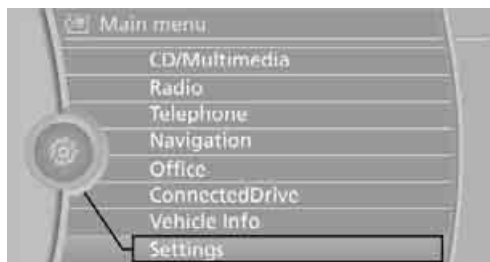 Main menu
CD/Multimedia
Radio
Telephone
Navigation
Office
ConnectedDrive
Vehicle Info
Settings